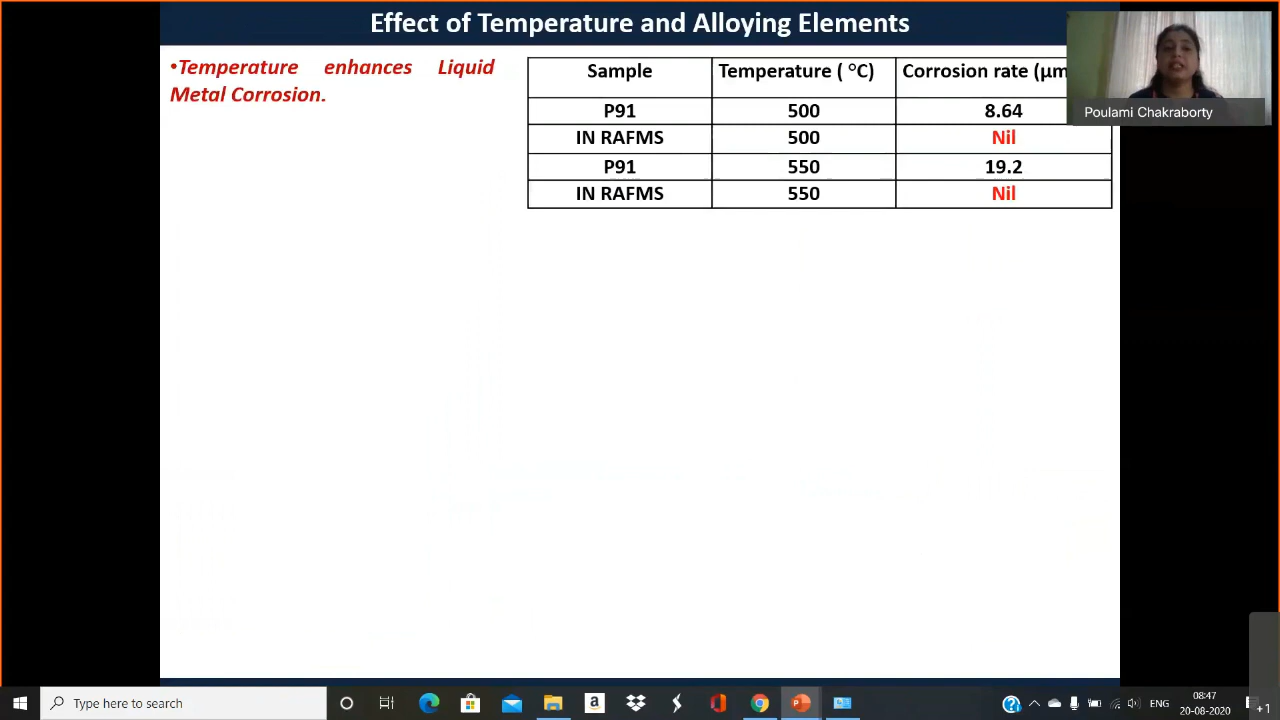 Effect of Temperature and Alloying Elements
•Temperature enhances Liquid
Metal Corrosion.
Sample Temperature ( °C) Corrosion rate (μm
P91 500 8.64
IN RAFMS 500 Nil
P91 550 19.2
IN RAFMS 550 Nil
Poulami Chakraborty
Type here to search
ENG
08:47
20-08-2020
+1